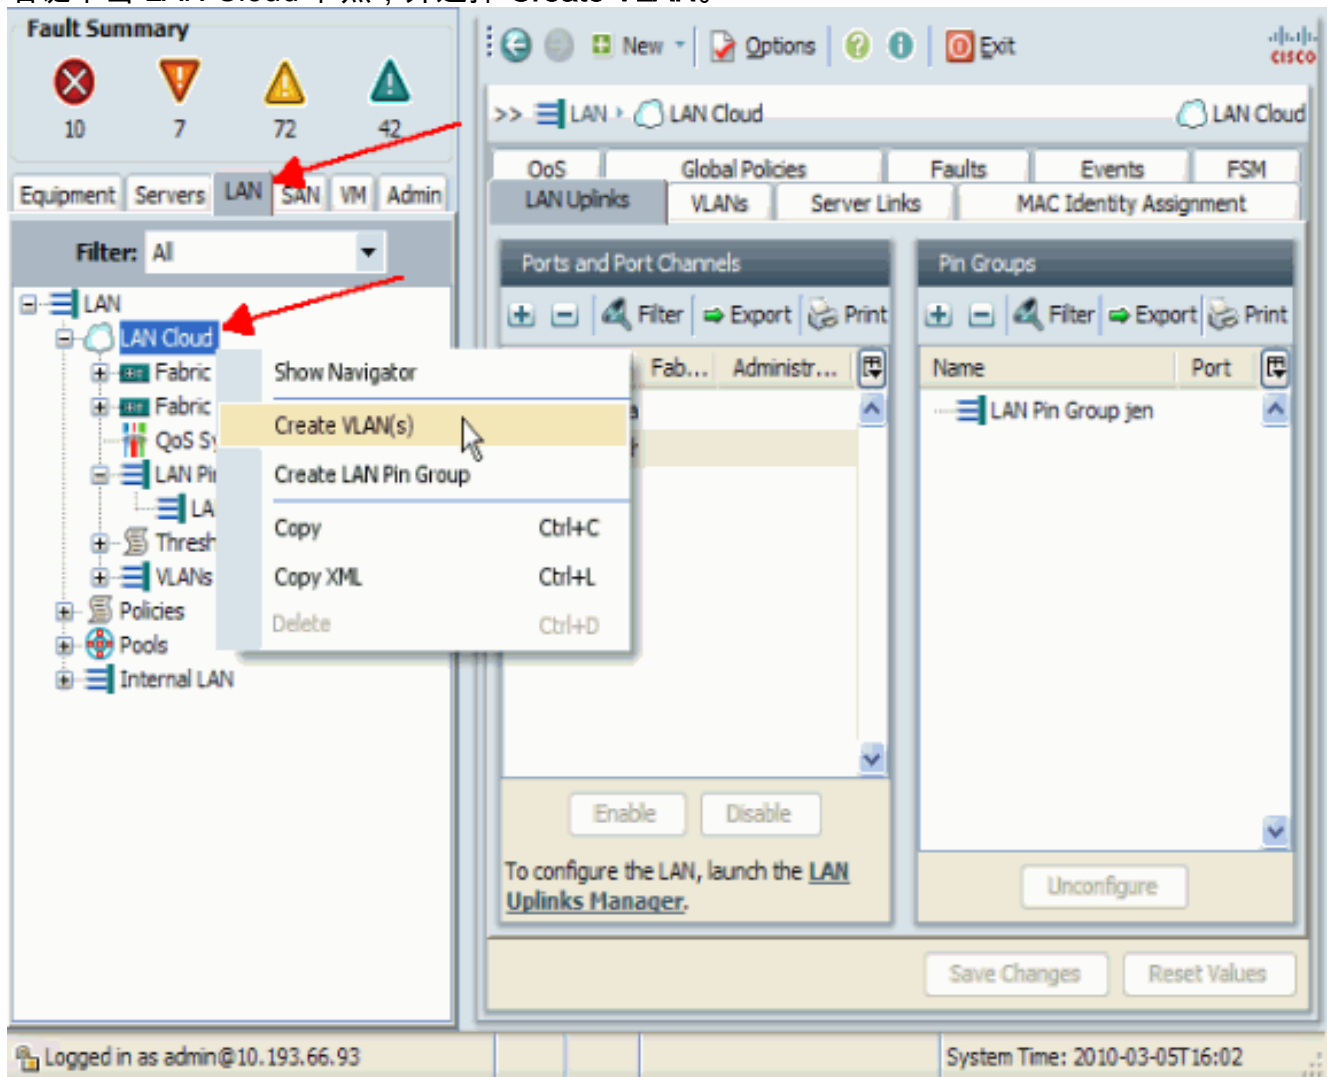 Fault Summary
10 7 72 42
Equipment Servers LAN SAN VM Admin
Filter: All
LAN
LAN Cloud
Fabric
Fabric
QoS Sy
LAN Pi
LA
Thresh
VLANs
Policies
Pools
Internal LAN
Show Navigator
Create VLAN(s)
Create LAN Pin Group
Copy Ctrl+C
Copy XML Ctrl+L
Delete Ctrl+D
New Options Exit
CISCO
>> LAN LAN Cloud LAN Cloud
QoS Global Policies Faults Events FSM
LAN Uplinks VLANs Server Links MAC Identity Assignment
Ports and Port Channels
Filter Export Print
Fab... Administr...
Enable Disable
To configure the LAN, launch the LAN
Uplinks Manager.
Pin Groups
Filter Export Print
Name Port
LAN Pin Group jen
Unconfigure
Save Changes Reset Values
Logged in as admin@10.193.66.93
System Time: 2010-03-05T16:02